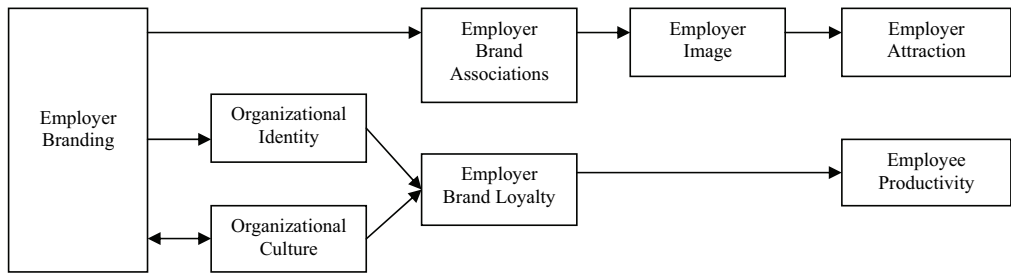 Employer
Branding
Employer
Brand
Associations
Employer
Image
Employer
Attraction
Organizational
Identity
Organizational
Culture
Employer
Brand Loyalty
Employee
Productivity